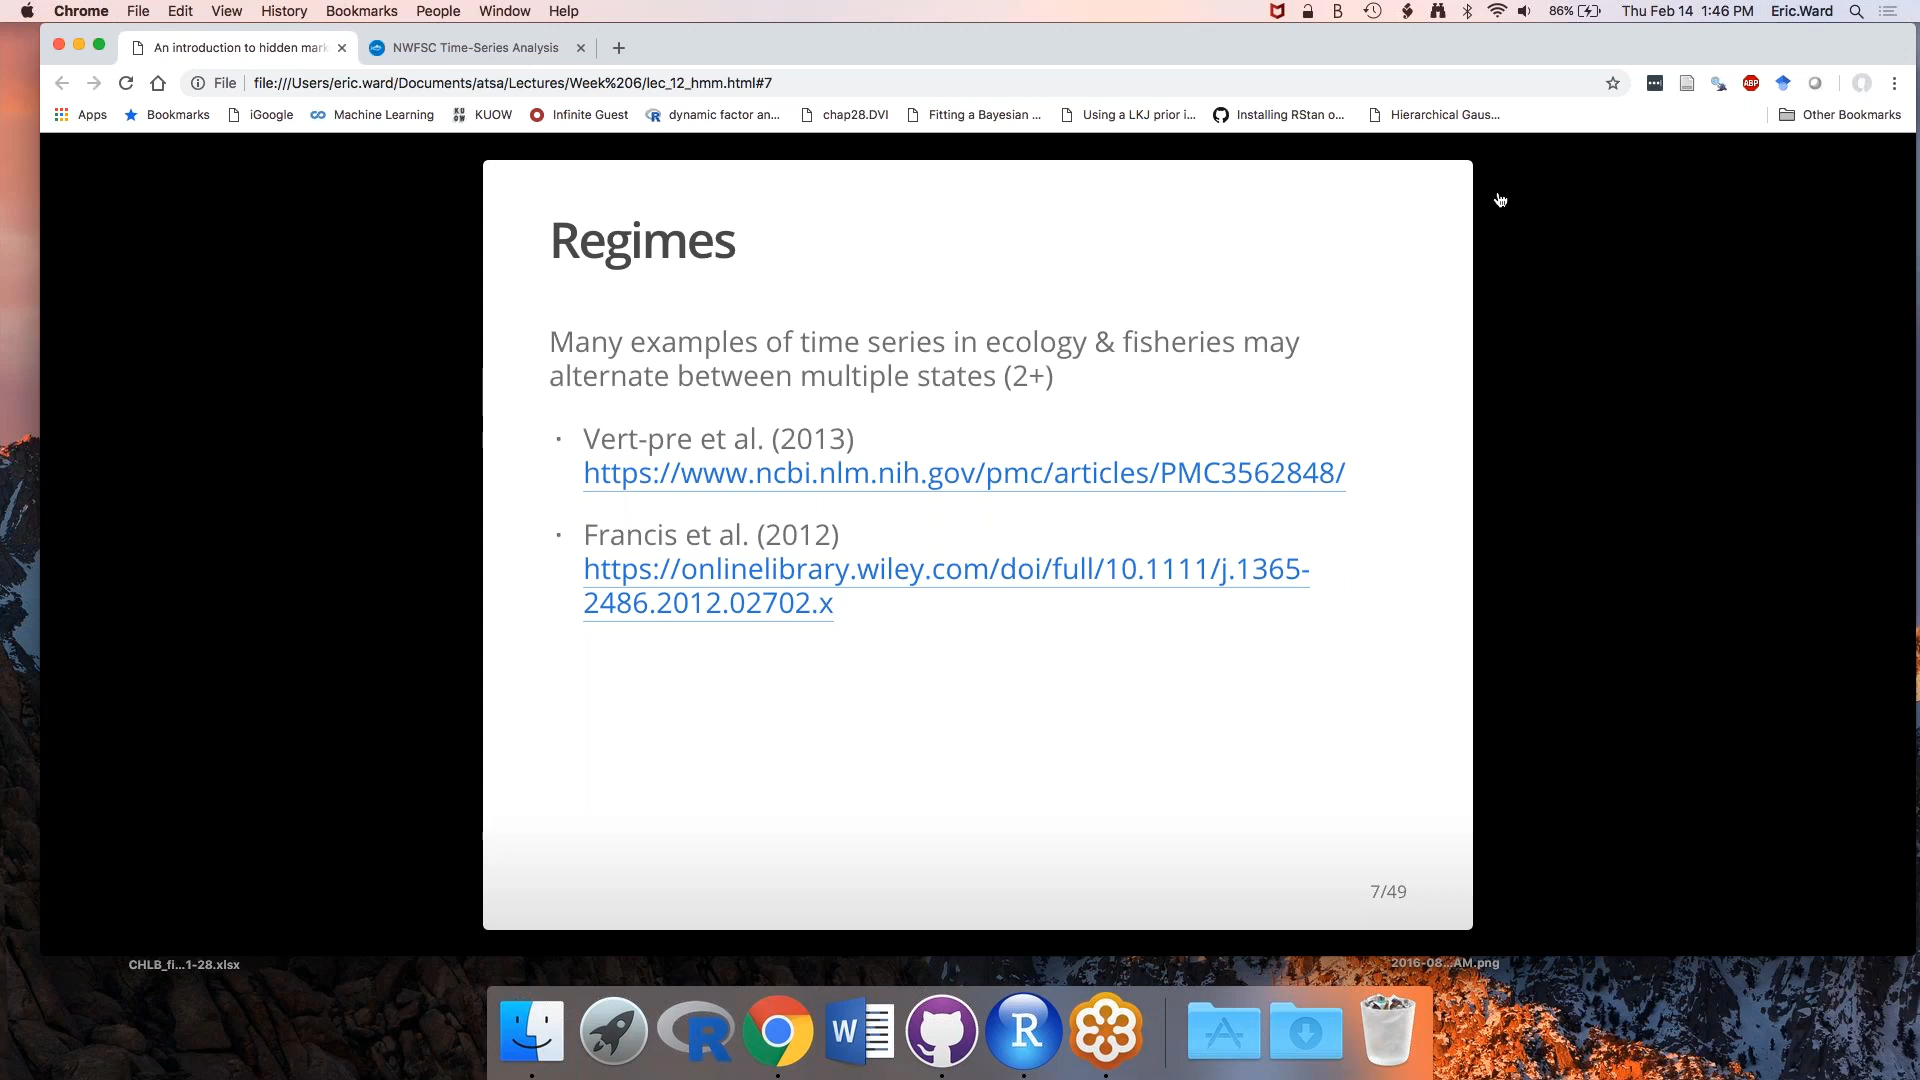 Chrome File Edit View History Bookmarks People Window Help 86% Thu Feb 14 1:46 PM Eric.Ward
An introduction to hidden mark NWFSC Time-Series Analysis
File file:///Users/eric.ward/Documents/atsa/Lectures/Week%206/lec_12_hmm.html#7 ABP
Apps Bookmarks iGoogle Machine Learning KUOW Infinite Guest dynamic factor an... chap28.DVI Fitting a Bayesian ... Using a LKJ prior i... Installing RStan o... Hierarchical Gaus... Other Bookmarks
Regimes
Many examples of time series in ecology & fisheries may
alternate between multiple states (2+)
• Vert-pre et al. (2013)
https://www.ncbi.nlm.nih.gov/pmc/articles/PMC3562848/
• Francis et al. (2012)
https://onlinelibrary.wiley.com/doi/full/10.1111/j.1365-
2486.2012.02702.x
7/49
CHLB_fi...1-28.xlsx 2016-08...AM.png